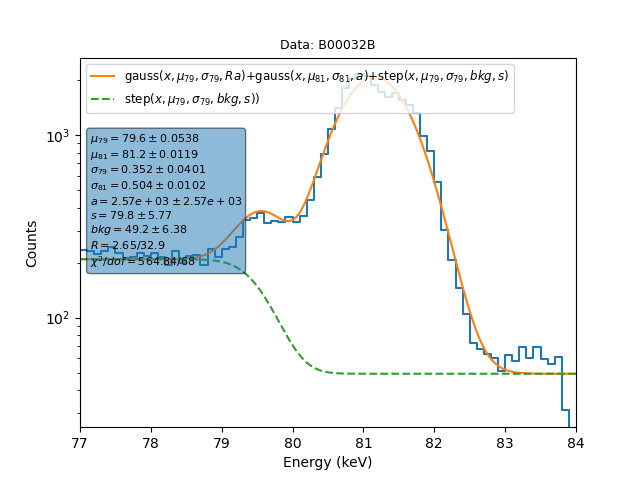 Data: B00032B
gauss(x, μ₇₉, σ₇₉, Ra)+gauss(x, μ₈₁, σ₈₁, a)+step(x, μ₇₉, σ₇₉, bkg, s)
step(x, μ₇₉, σ₇₉, bkg, s))
μ₇₉ = 79.6 ± 0.0538
μ₈₁ = 81.2 ± 0.0119
σ₇₉ = 0.352 ± 0.0401
σ₈₁ = 0.504 ± 0.0102
a = 2.57e + 03 ± 2.57e + 03
s = 79.8 ± 5.77
bkg = 49.2 ± 6.38
R = 2.65/32.9
χ²/dof = 564.84/68
10³
10²
Counts
77 78 79 80 81 82 83 84
Energy (keV)